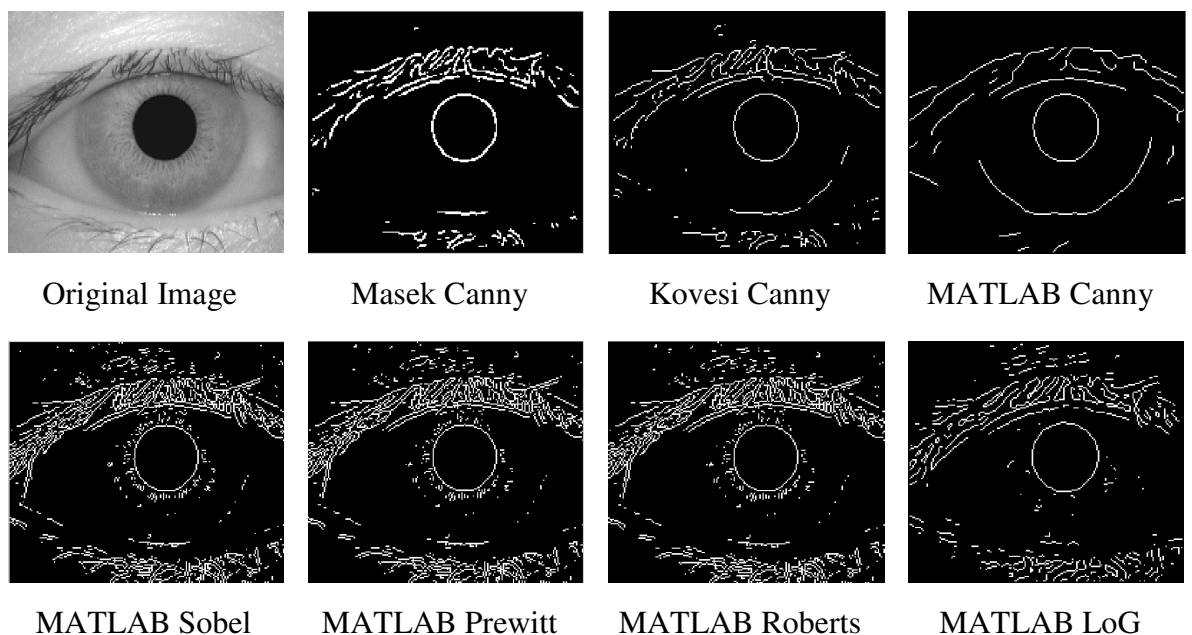 Original Image
Masek Canny
Kovesi Canny
MATLAB Canny
MATLAB Sobel
MATLAB Prewitt
MATLAB Roberts
MATLAB LoG